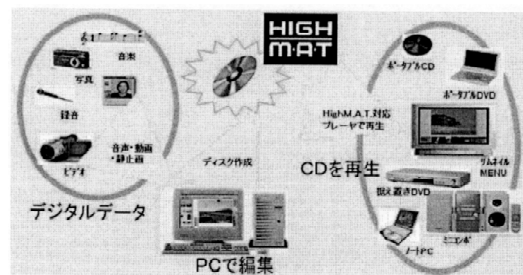 HIGH
M·A·T
音楽
写真
録音
音声・動画
・静止画
ビデオ
デジタルデータ
ディスク作成
PCで編集
ポータブルCD
ポータブルDVD
HighM.A.T.対応
プレーヤで再生
CDを再生
サムネイル
MENU
据え置きDVD
ミニコンポ
ノートPC